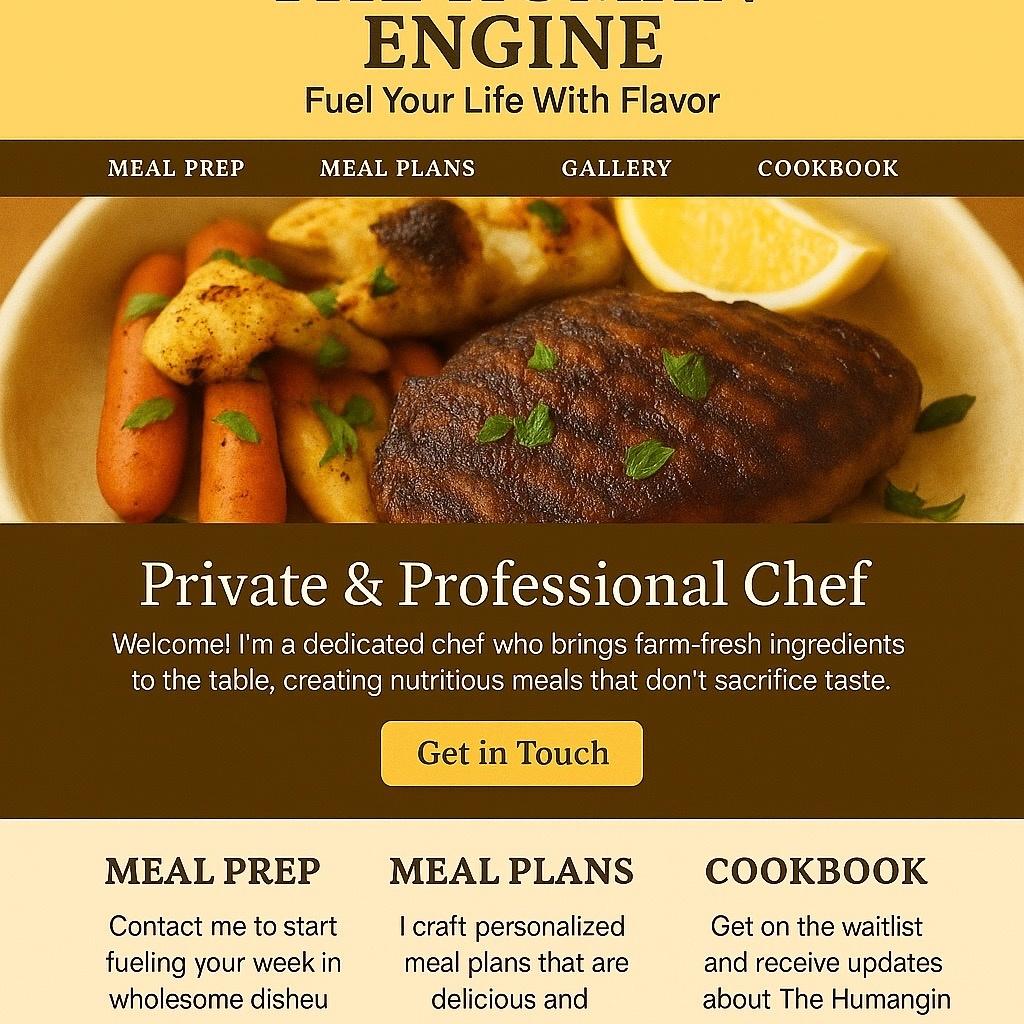 THE HUMAN
ENGINE
Fuel Your Life With Flavor
MEAL PREP MEAL PLANS GALLERY COOKBOOK
Private & Professional Chef
Welcome! I'm a dedicated chef who brings farm-fresh ingredients
to the table, creating nutritious meals that don't sacrifice taste.
Get in Touch
MEAL PREP
Contact me to start
fueling your week in
wholesome disheu
MEAL PLANS
I craft personalized
meal plans that are
delicious and
COOKBOOK
Get on the waitlist
and receive updates
about The Humangin